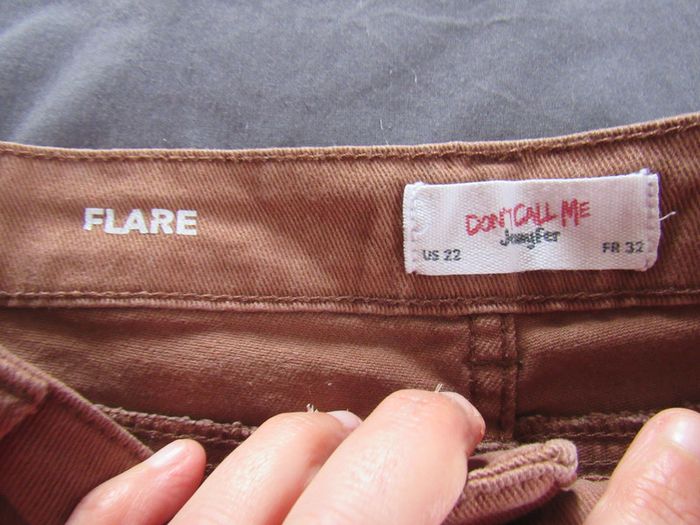 FLARE
DON'T CALL ME
Jennyfer
US 22
FR 32